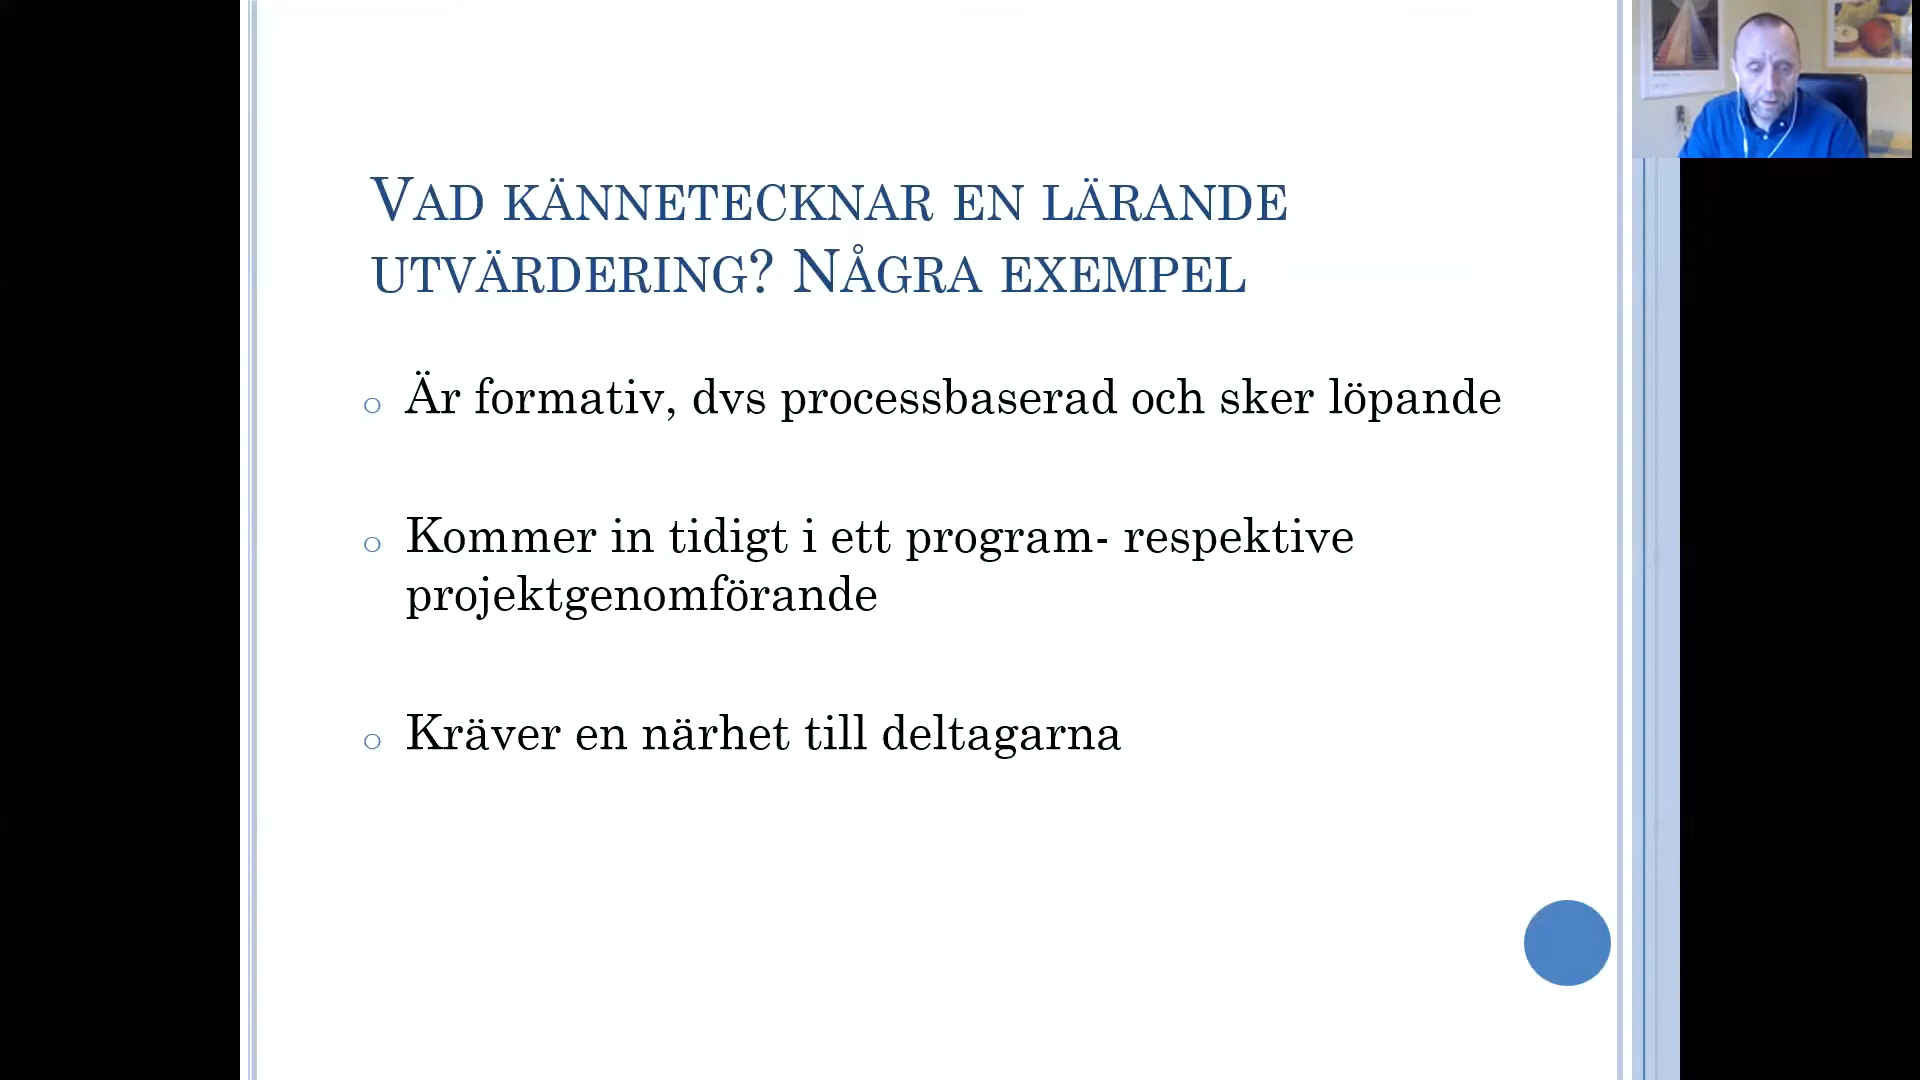 Vad kännetecknar en lärande
utvärdering? Några exempel
Är formativ, dvs processbaserad och sker löpande
Kommer in tidigt i ett program- respektive
projektgenomförande
Kräver en närhet till deltagarna